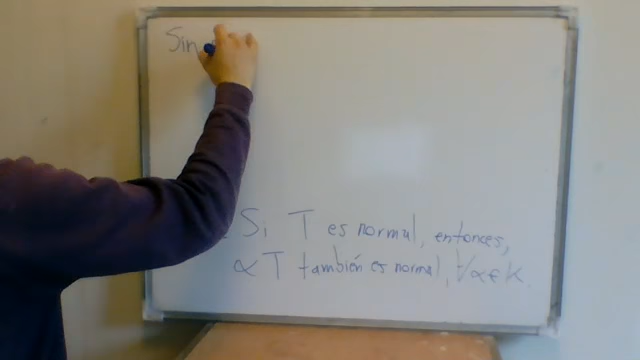 Sin
Si T es normal, entonces,
αT también es normal, ∀α∈K.